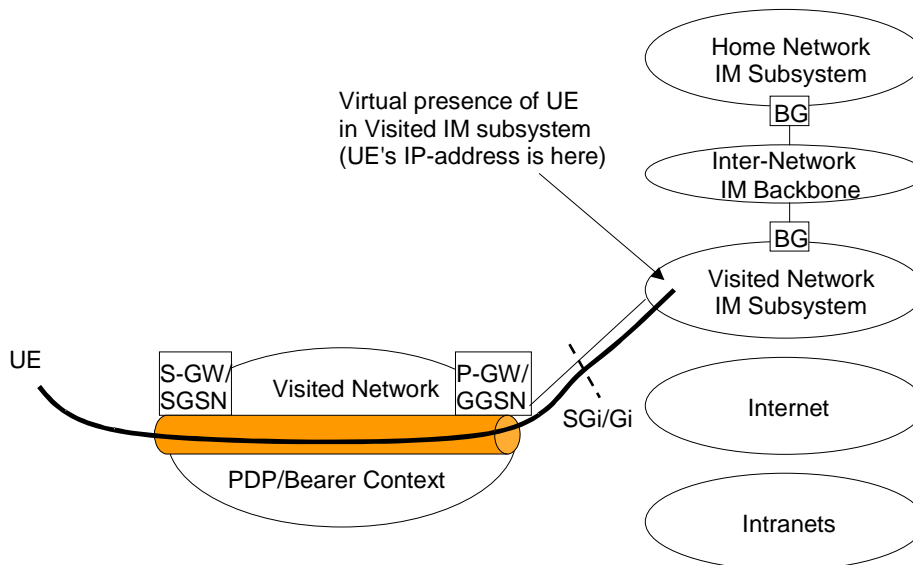 Home Network
IM Subsystem
BG
Virtual presence of UE
in Visited IM subsystem
(UE's IP-address is here)
Inter-Network
IM Backbone
BG
Visited Network
IM Subsystem
UE
S-GW/
SGSN
Visited Network
P-GW/
GGSN
SGi/Gi
Internet
PDP/Bearer Context
Intranets